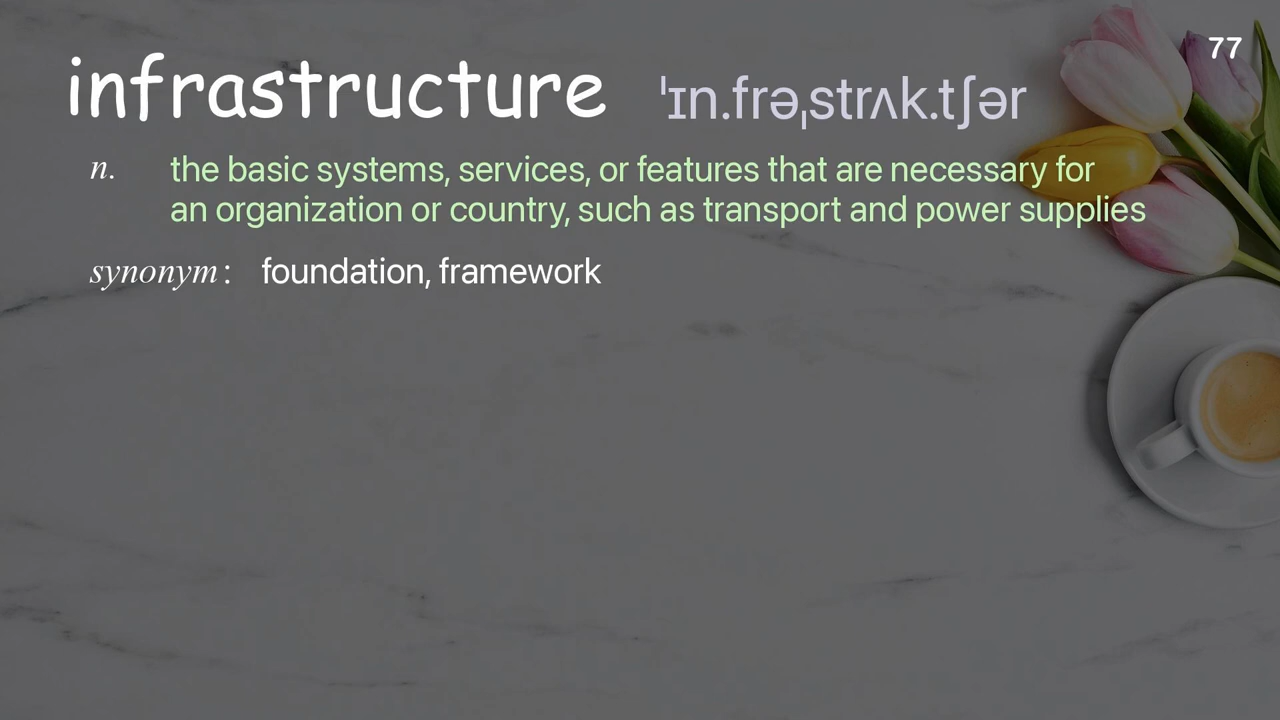 77
infrastructure ˈɪn.frəˌstrʌk.tʃər
n. the basic systems, services, or features that are necessary for
an organization or country, such as transport and power supplies
synonym: foundation, framework